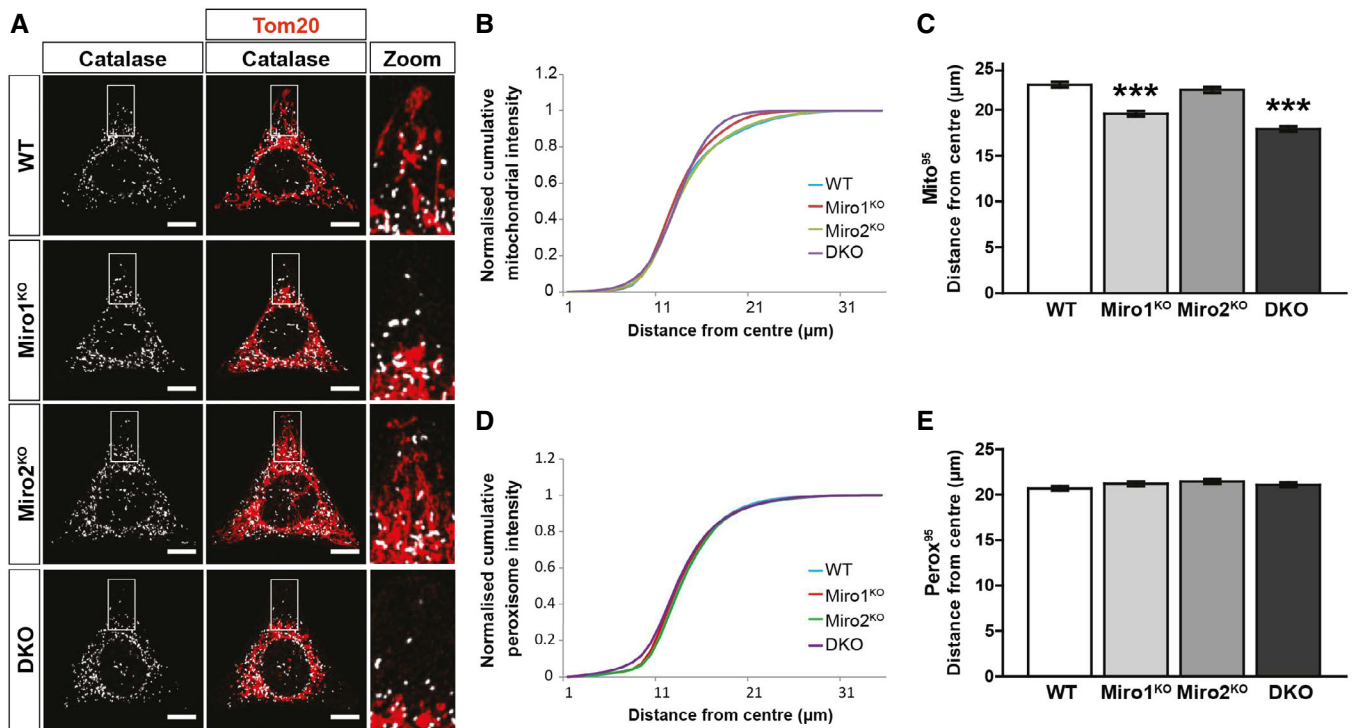 A
Tom20
Catalase
Catalase
Zoom
WT
Miro1KO
Miro2KO
DKO
B
Normalised cumulative
mitochondrial intensity
1.2
1
0.8
0.6
0.4
0.2
0
1
11
21
31
Distance from centre (µm)
WT
Miro1KO
Miro2KO
DKO
C
Mito95
Distance from centre (µm)
25
20
15
25
5
0
***
***
WT
Miro1KO
Miro2KO
DKO
D
Normalised cumulative
peroxisome intensity
1.2
1
0.8
0.6
0.4
0.2
0
1
11
21
31
Distance from centre (µm)
WT
Miro1KO
Miro2KO
DKO
E
Perox95
Distance from centre (µm)
25
20
15
25
5
0
WT
Miro1KO
Miro2KO
DKO